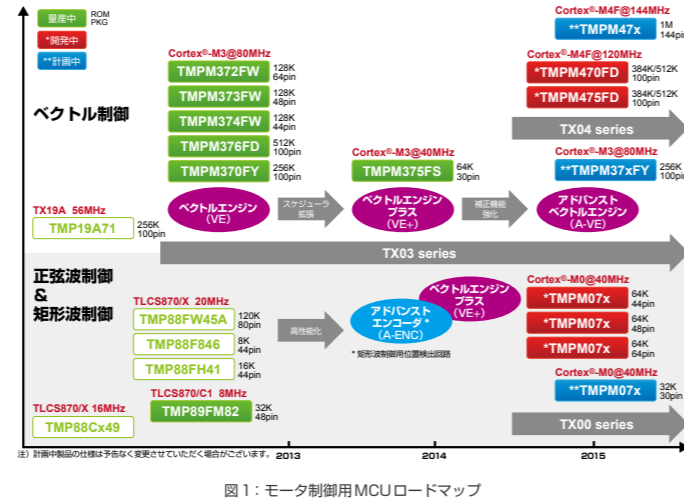 量産中
ROM
PKG
*開発中
**計画中
ベクトル制御
Cortex®-M3@80MHz
TMPM372FW
128K
64pin
TMPM373FW
128K
48pin
TMPM374FW
128K
44pin
TMPM376FD
512K
100pin
TMPM370FY
256K
100pin
Cortex®-M3@40MHz
TMPM375FS
64K
30pin
Cortex®-M4F@144MHz
**TMPM47x
1M
144pin
Cortex®-M4F@120MHz
*TMPM470FD
384K/512K
100pin
*TMPM475FD
384K/512K
100pin
TX04 series
Cortex®-M3@80MHz
**TMPM37xFY
256K
100pin
TX19A 56MHz
TMP19A71
256K
100pin
ベクトルエンジン
(VE)
スケジューラ
拡張
ベクトルエンジン
プラス
(VE+)
補正機能
強化
アドバンスト
ベクトルエンジン
(A-VE)
TX03 series
正弦波制御
&
矩形波制御
TLCS870/X 20MHz
TMP88FW45A
120K
80pin
TMP88F846
8K
44pin
TMP88FH41
16K
44pin
高性能化
アドバンスト
エンコーダ*
(A-ENC)
ベクトルエンジン
プラス
(VE+)
* 矩形波制御用位置検出回路
Cortex®-M0@40MHz
*TMPM07x
64K
44pin
*TMPM07x
64K
48pin
*TMPM07x
64K
64pin
Cortex®-M0@40MHz
**TMPM07x
32K
30pin
TX00 series
TLCS870/C1 8MHz
TMP89FM82
32K
48pin
TLCS870/X 16MHz
TMP88Cx49
注）計画中製品の仕様は予告なく変更させていただく場合がございます。
2013
2014
2015
図1：モータ制御用MCUロードマップ